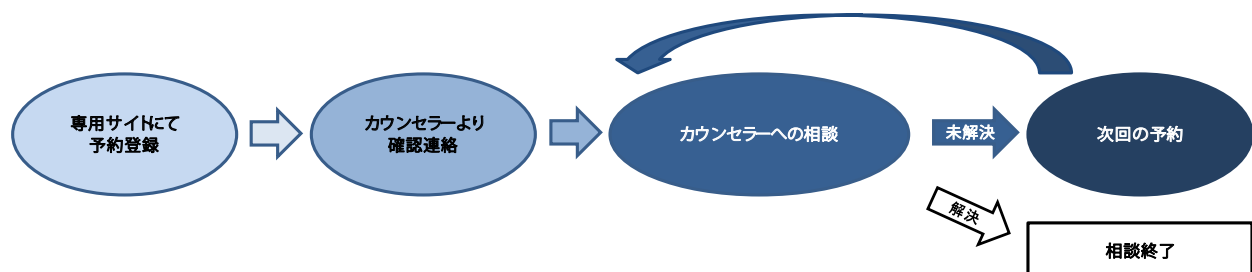 専用サイトにて
予約登録
カウンセラーより
確認連絡
カウンセラーへの相談
未解決
次回の予約
解決
相談終了